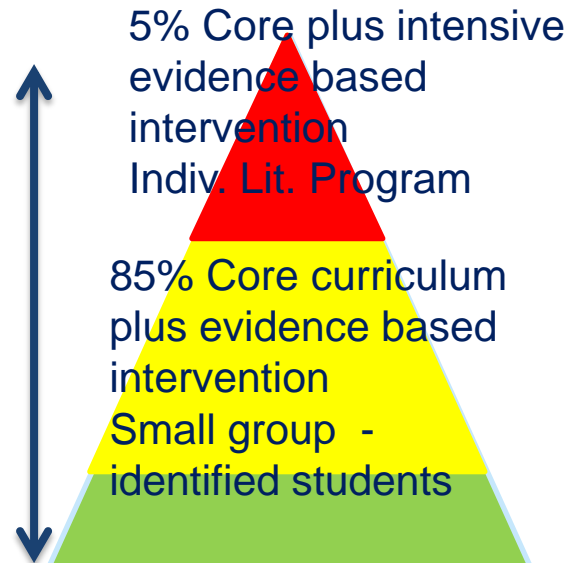 5% Core plus intensive
evidence based
intervention
Indiv. Lit. Program
85% Core curriculum
plus evidence based
intervention
Small group  -
identified students